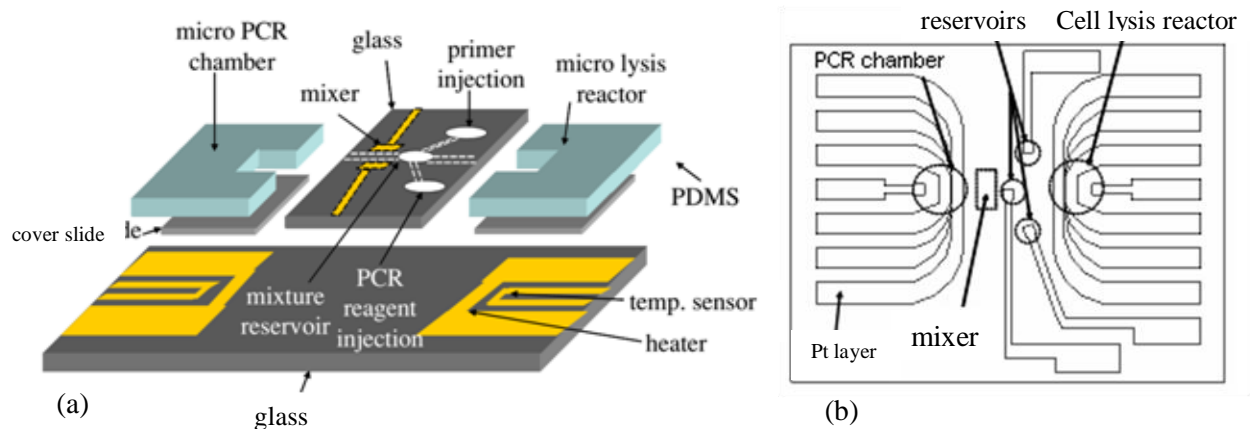 micro PCR
chamber
glass
mixer
primer
injection
micro lysis
reactor
PDMS
cover slide
de
mixture
reservoir
PCR
reagent
injection
temp. sensor
heater
glass
(a)
reservoirs
Cell lysis reactor
PCR chamber
Pt layer
mixer
(b)